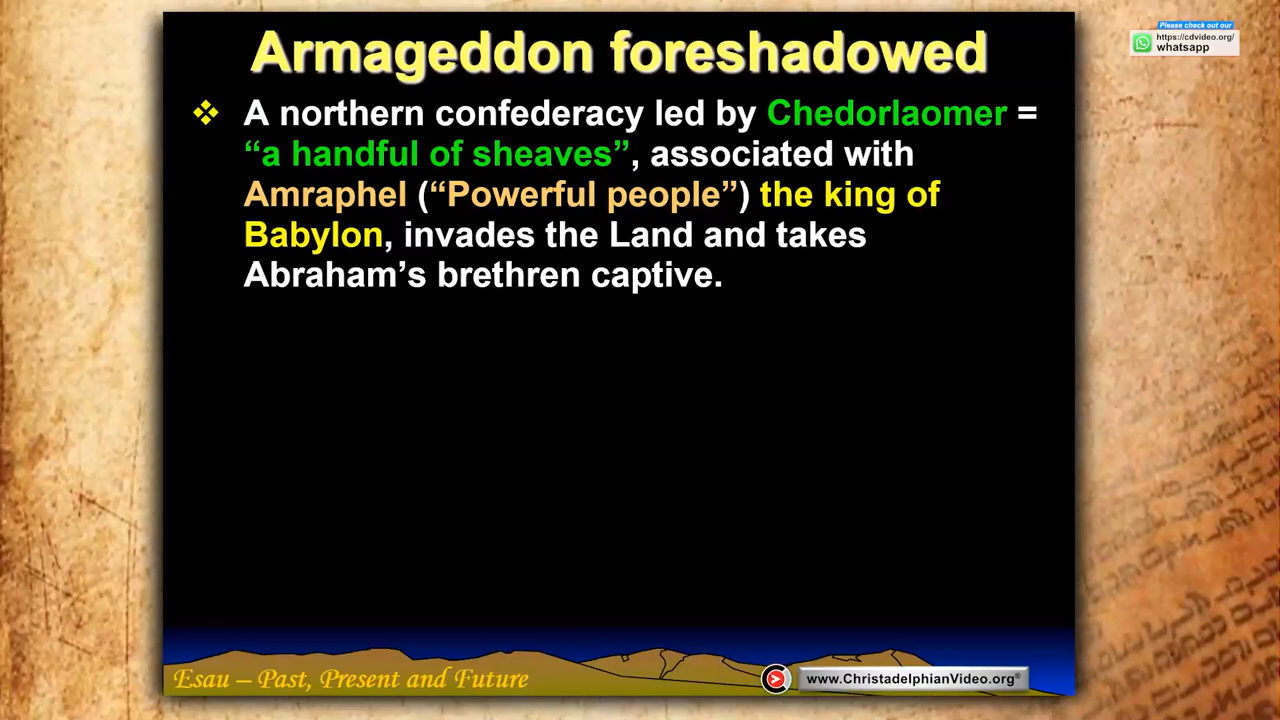 Armageddon foreshadowed
Please check out our
https://cdvideo.org/
whatsapp
A northern confederacy led by Chedorlaomer =
“a handful of sheaves”, associated with
Amraphel (“Powerful people”) the king of
Babylon, invades the Land and takes
Abraham’s brethren captive.
Esau – Past, Present and Future
www.ChristadelphianVideo.org®